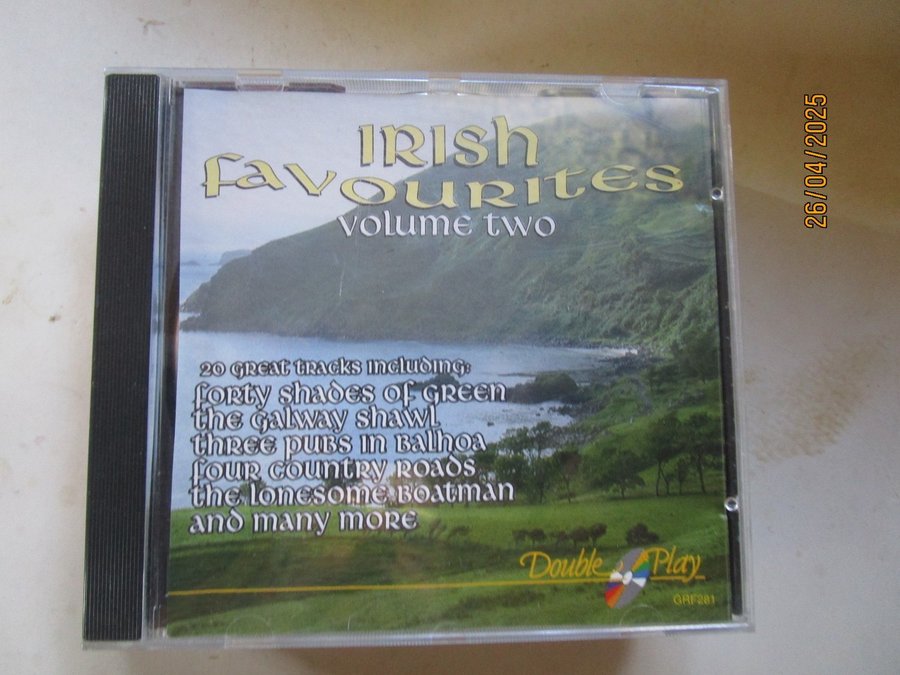 IRISH
FAVOURITES
VOLUME TWO
20 GREAT TRACKS INCLUDING:
FORTY SHADES OF GREEN
THE GALWAY SHAWL
THREE PUBS IN BALHOA
FOUR COUNTRY ROADS
THE LONESOME BOATMAN
AND MANY MORE
Double Play
GRF281
26/04/2025